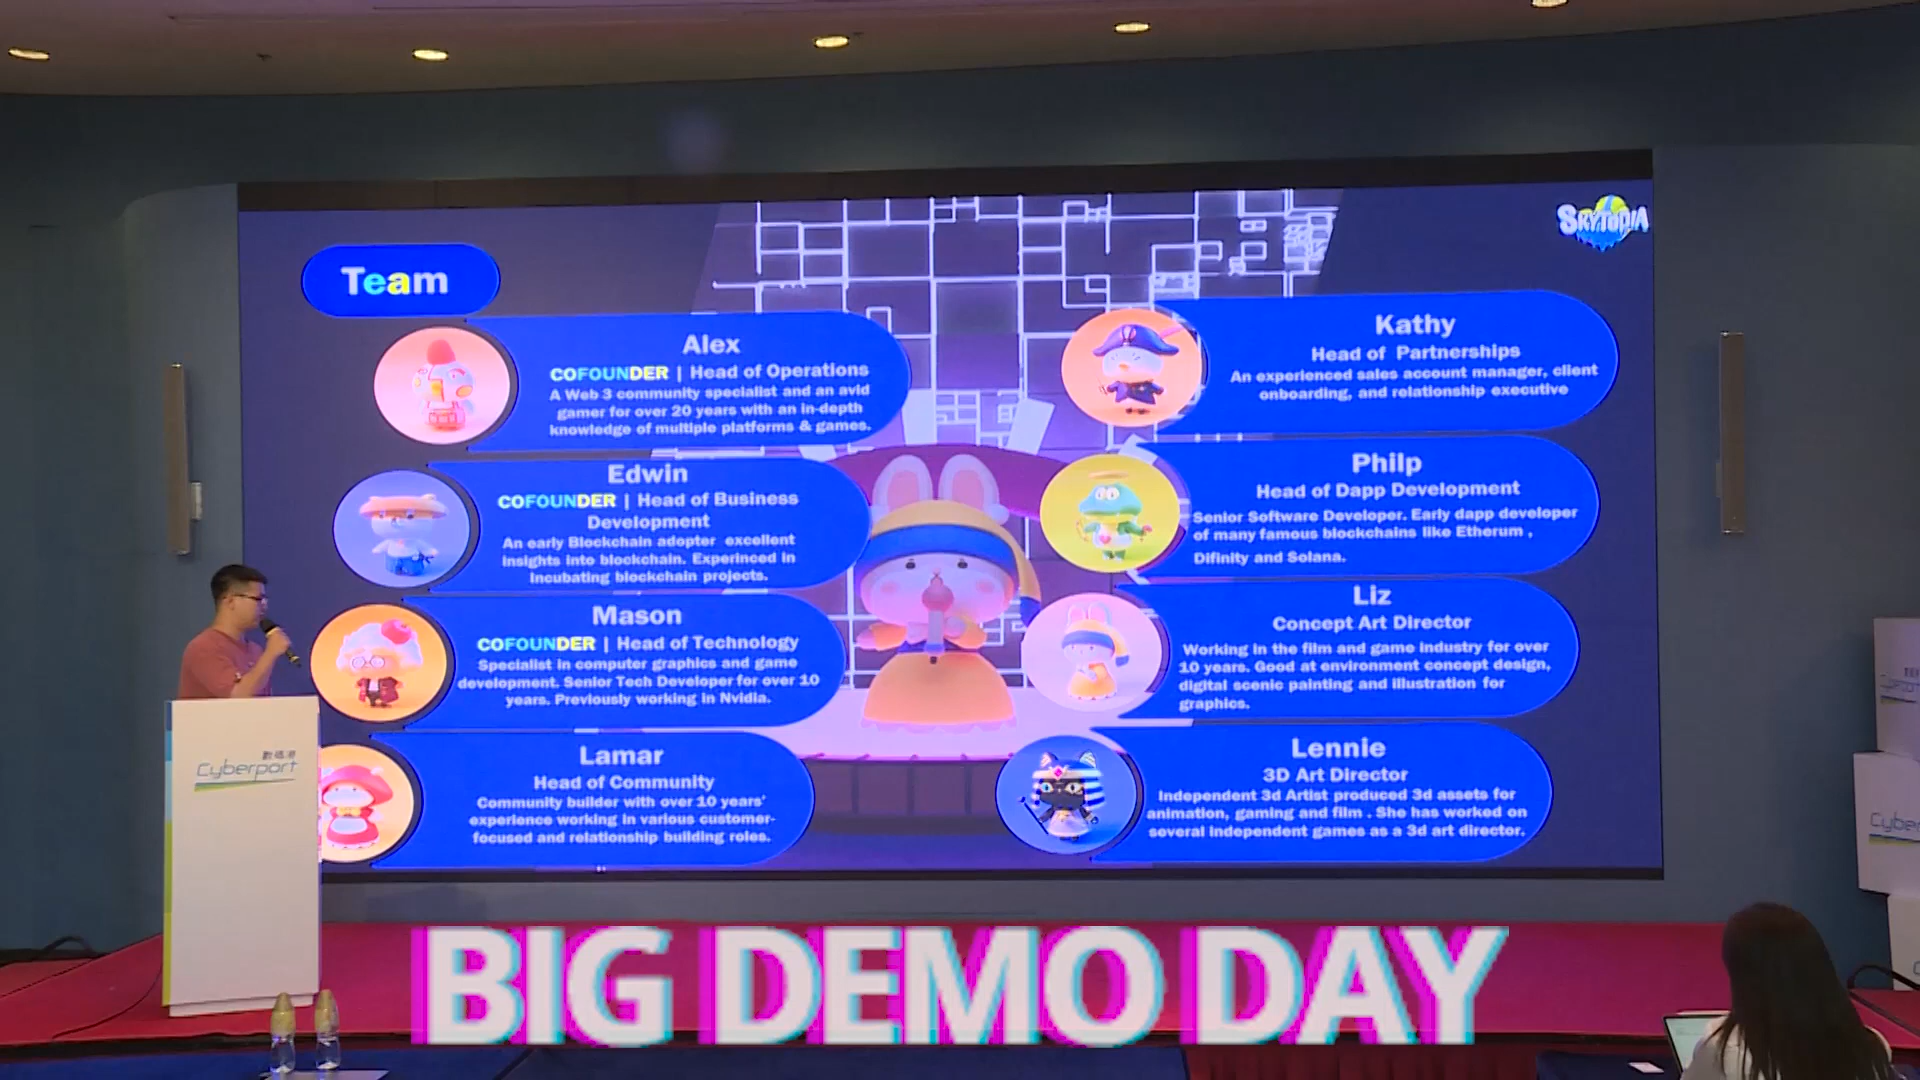 SKYTOPIA
Team
Alex
COFOUNDER | Head of Operations
A Web 3 community specialist and an avid
gamer for over 20 years with an in-depth
knowledge of multiple platforms & games.
Edwin
COFOUNDER | Head of Business
Development
An early Blockchain adopter excellent
insights into blockchain. Experinced in
incubating blockchain projects.
Mason
COFOUNDER | Head of Technology
Specialist in computer graphics and game
development. Senior Tech Developer for over 10
years. Previously working in Nvidia.
Lamar
Head of Community
Community builder with over 10 years'
experience working in various customer-
focused and relationship building roles.
Kathy
Head of Partnerships
An experienced sales account manager, client
onboarding, and relationship executive
Philp
Head of Dapp Development
Senior Software Developer. Early dapp developer
of many famous blockchains like Etherum ,
Difinity and Solana.
Liz
Concept Art Director
Working in the film and game industry for over
10 years. Good at environment concept design,
digital scenic painting and illustration for
graphics.
Lennie
3D Art Director
Independent 3d Artist produced 3d assets for
animation, gaming and film . She has worked on
several independent games as a 3d art director.
數碼港
Cyberport
Cyber
BIG DEMO DAY